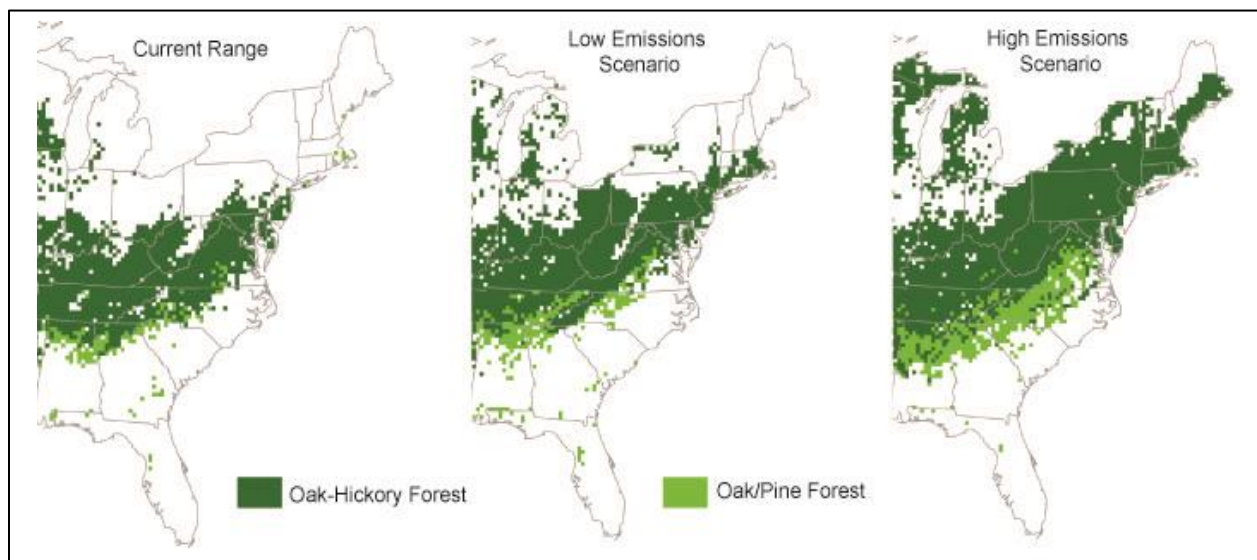 Current Range
Low Emissions
Scenario
High Emissions
Scenario
Oak-Hickory Forest
Oak/Pine Forest